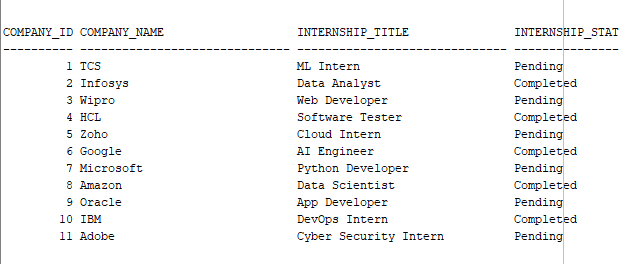 COMPANY_ID COMPANY_NAME                   INTERNSHIP_TITLE               INTERNSHIP_STAT
---------- ------------------------------ ------------------------------ ---------------
         1 TCS                            ML Intern                      Pending
         2 Infosys                        Data Analyst                   Completed
         3 Wipro                          Web Developer                  Pending
         4 HCL                            Software Tester                Completed
         5 Zoho                           Cloud Intern                   Pending
         6 Google                         AI Engineer                    Completed
         7 Microsoft                      Python Developer               Pending
         8 Amazon                         Data Scientist                 Completed
         9 Oracle                         App Developer                  Pending
        10 IBM                            DevOps Intern                  Completed
        11 Adobe                          Cyber Security Intern          Pending